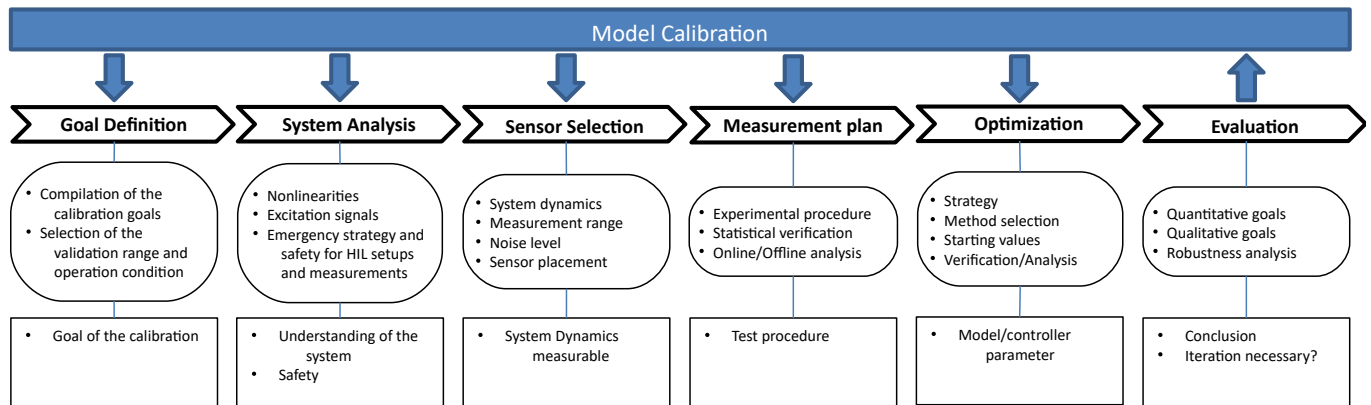 Model Calibration
Goal Definition
System Analysis
Sensor Selection
Measurement plan
Optimization
Evaluation
• Compilation of the
calibration goals
• Selection of the
validation range and
operation condition
• Nonlinearities
• Excitation signals
• Emergency strategy and
safety for HIL setups
and measurements
• System dynamics
• Measurement range
• Noise level
• Sensor placement
• Experimental procedure
• Statistical verification
• Online/Offline analysis
• Strategy
• Method selection
• Starting values
• Verification/Analysis
• Quantitative goals
• Qualitative goals
• Robustness analysis
• Goal of the calibration
• Understanding of the
system
• Safety
• System Dynamics
measurable
• Test procedure
• Model/controller
parameter
• Conclusion
• Iteration necessary?